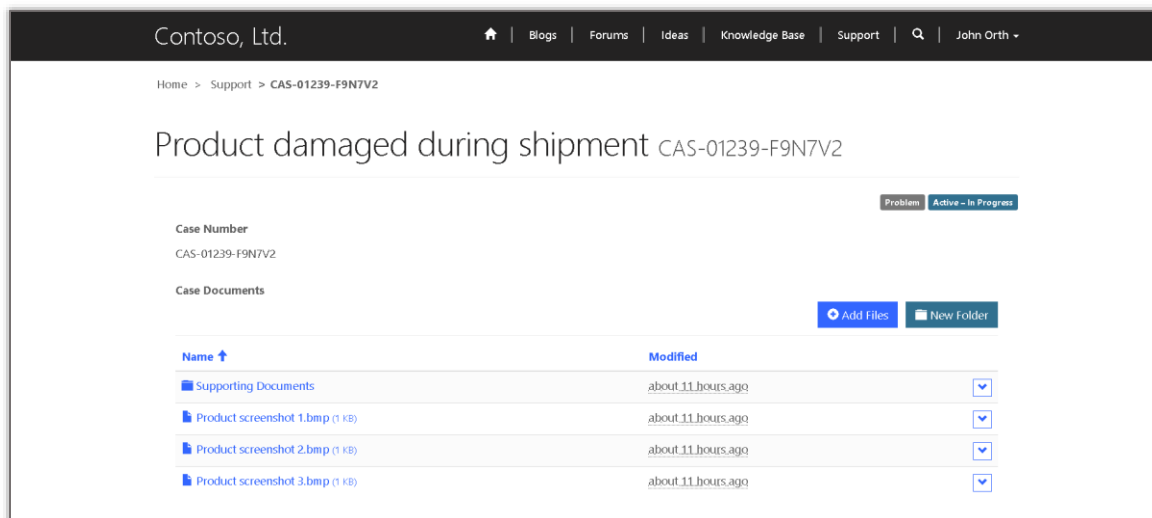 Contoso, Ltd. | Blogs | Forums | Ideas | Knowledge Base | Support | | John Orth
Home > Support > CAS-01239-F9N7V2
Product damaged during shipment CAS-01239-F9N7V2
Problem Active – In Progress
Case Number
CAS-01239-F9N7V2
Case Documents
Add Files New Folder
Name Modified
Supporting Documents about 11 hours ago
Product screenshot 1.bmp (1 KB) about 11 hours ago
Product screenshot 2.bmp (1 KB) about 11 hours ago
Product screenshot 3.bmp (1 KB) about 11 hours ago